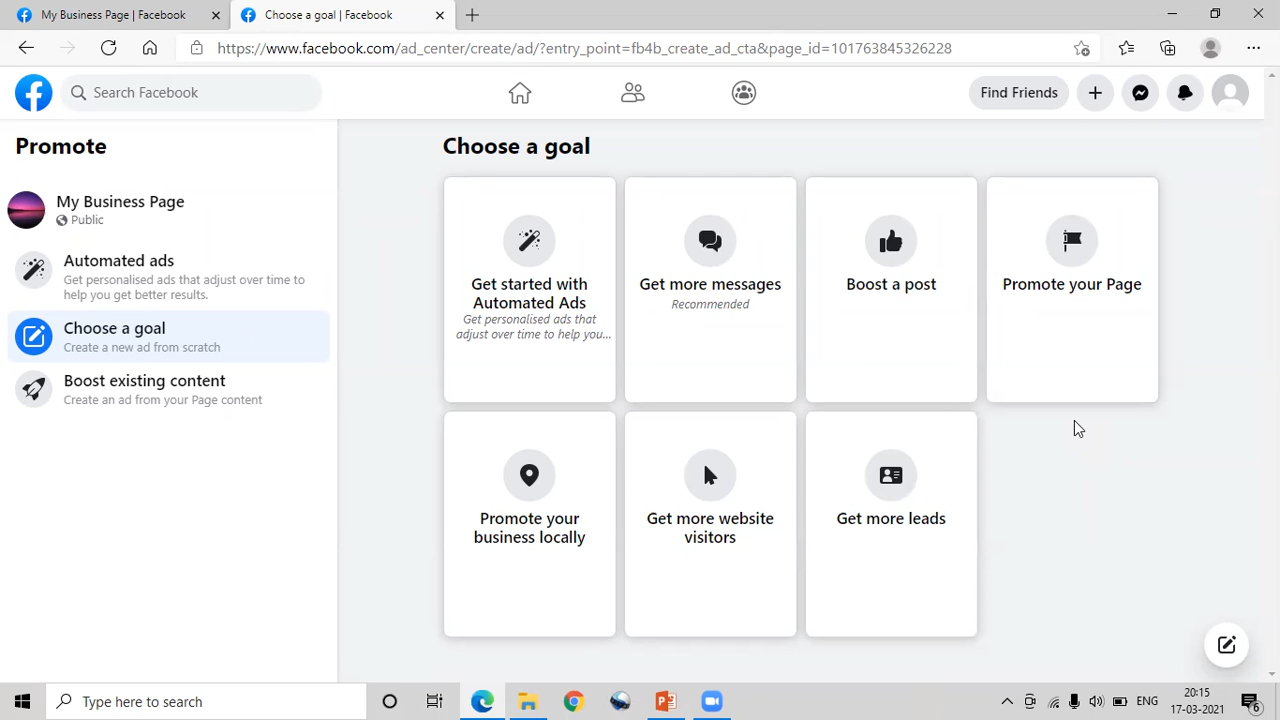 My Business Page | Facebook
Choose a goal | Facebook
https://www.facebook.com/ad_center/create/ad/?entry_point=fb4b_create_ad_cta&page_id=101763845326228
Search Facebook
Find Friends
Promote
My Business Page
Public
Automated ads
Get personalised ads that adjust over time to
help you get better results.
Choose a goal
Create a new ad from scratch
Boost existing content
Create an ad from your Page content
Choose a goal
Get started with
Automated Ads
Get personalised ads that
adjust over time to help you...
Get more messages
Recommended
Boost a post
Promote your Page
Promote your
business locally
Get more website
visitors
Get more leads
Type here to search
ENG
20:15
17-03-2021
6